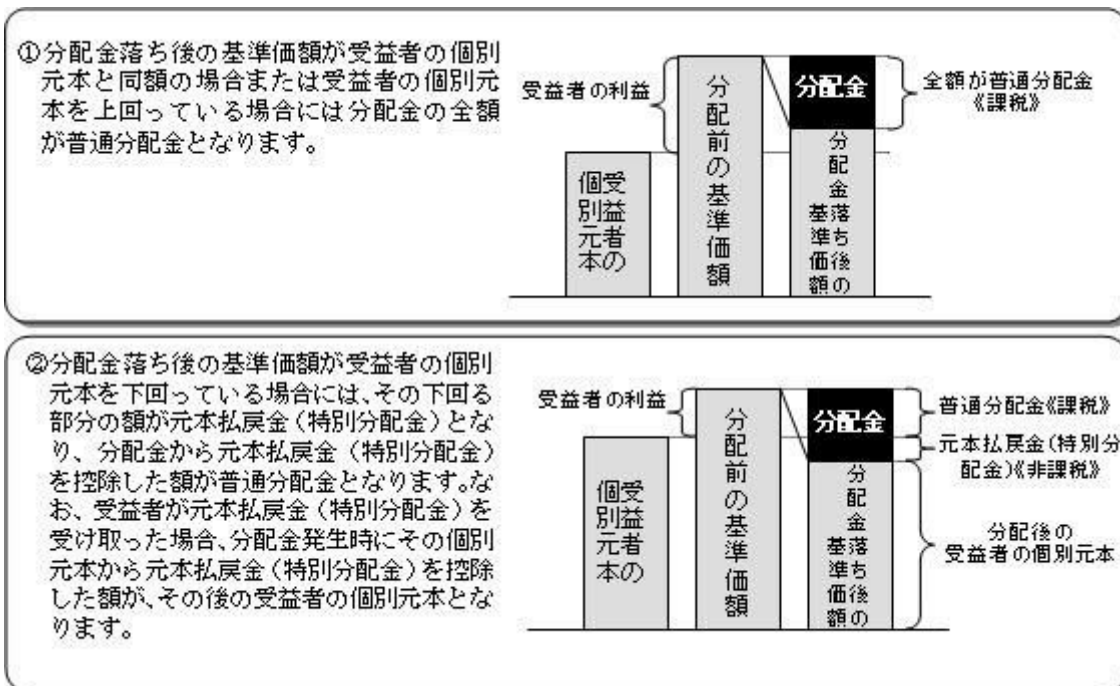 ①分配金落ち後の基準価額が受益者の個別
元本と同額の場合または受益者の個別元
本を上回っている場合には分配金の全額
が普通分配金となります。
受益者の利益
受益者の
個別元本
分配前の基準価額
分配金
分配金落ち後の
基準価額
全額が普通分配金
《課税》
②分配金落ち後の基準価額が受益者の個別
元本を下回っている場合には、その下回る
部分の額が元本払戻金(特別分配金)とな
り、分配金から元本払戻金(特別分配金)
を控除した額が普通分配金となります。な
お、受益者が元本払戻金(特別分配金)を
受け取った場合、分配金発生時にその個別
元本から元本払戻金(特別分配金)を控除
した額が、その後の受益者の個別元本とな
ります。
受益者の利益
受益者の
個別元本
分配前の基準価額
分配金
分配金落ち後の
基準価額
普通分配金《課税》
元本払戻金(特別分
配金)《非課税》
分配後の
受益者の個別元本